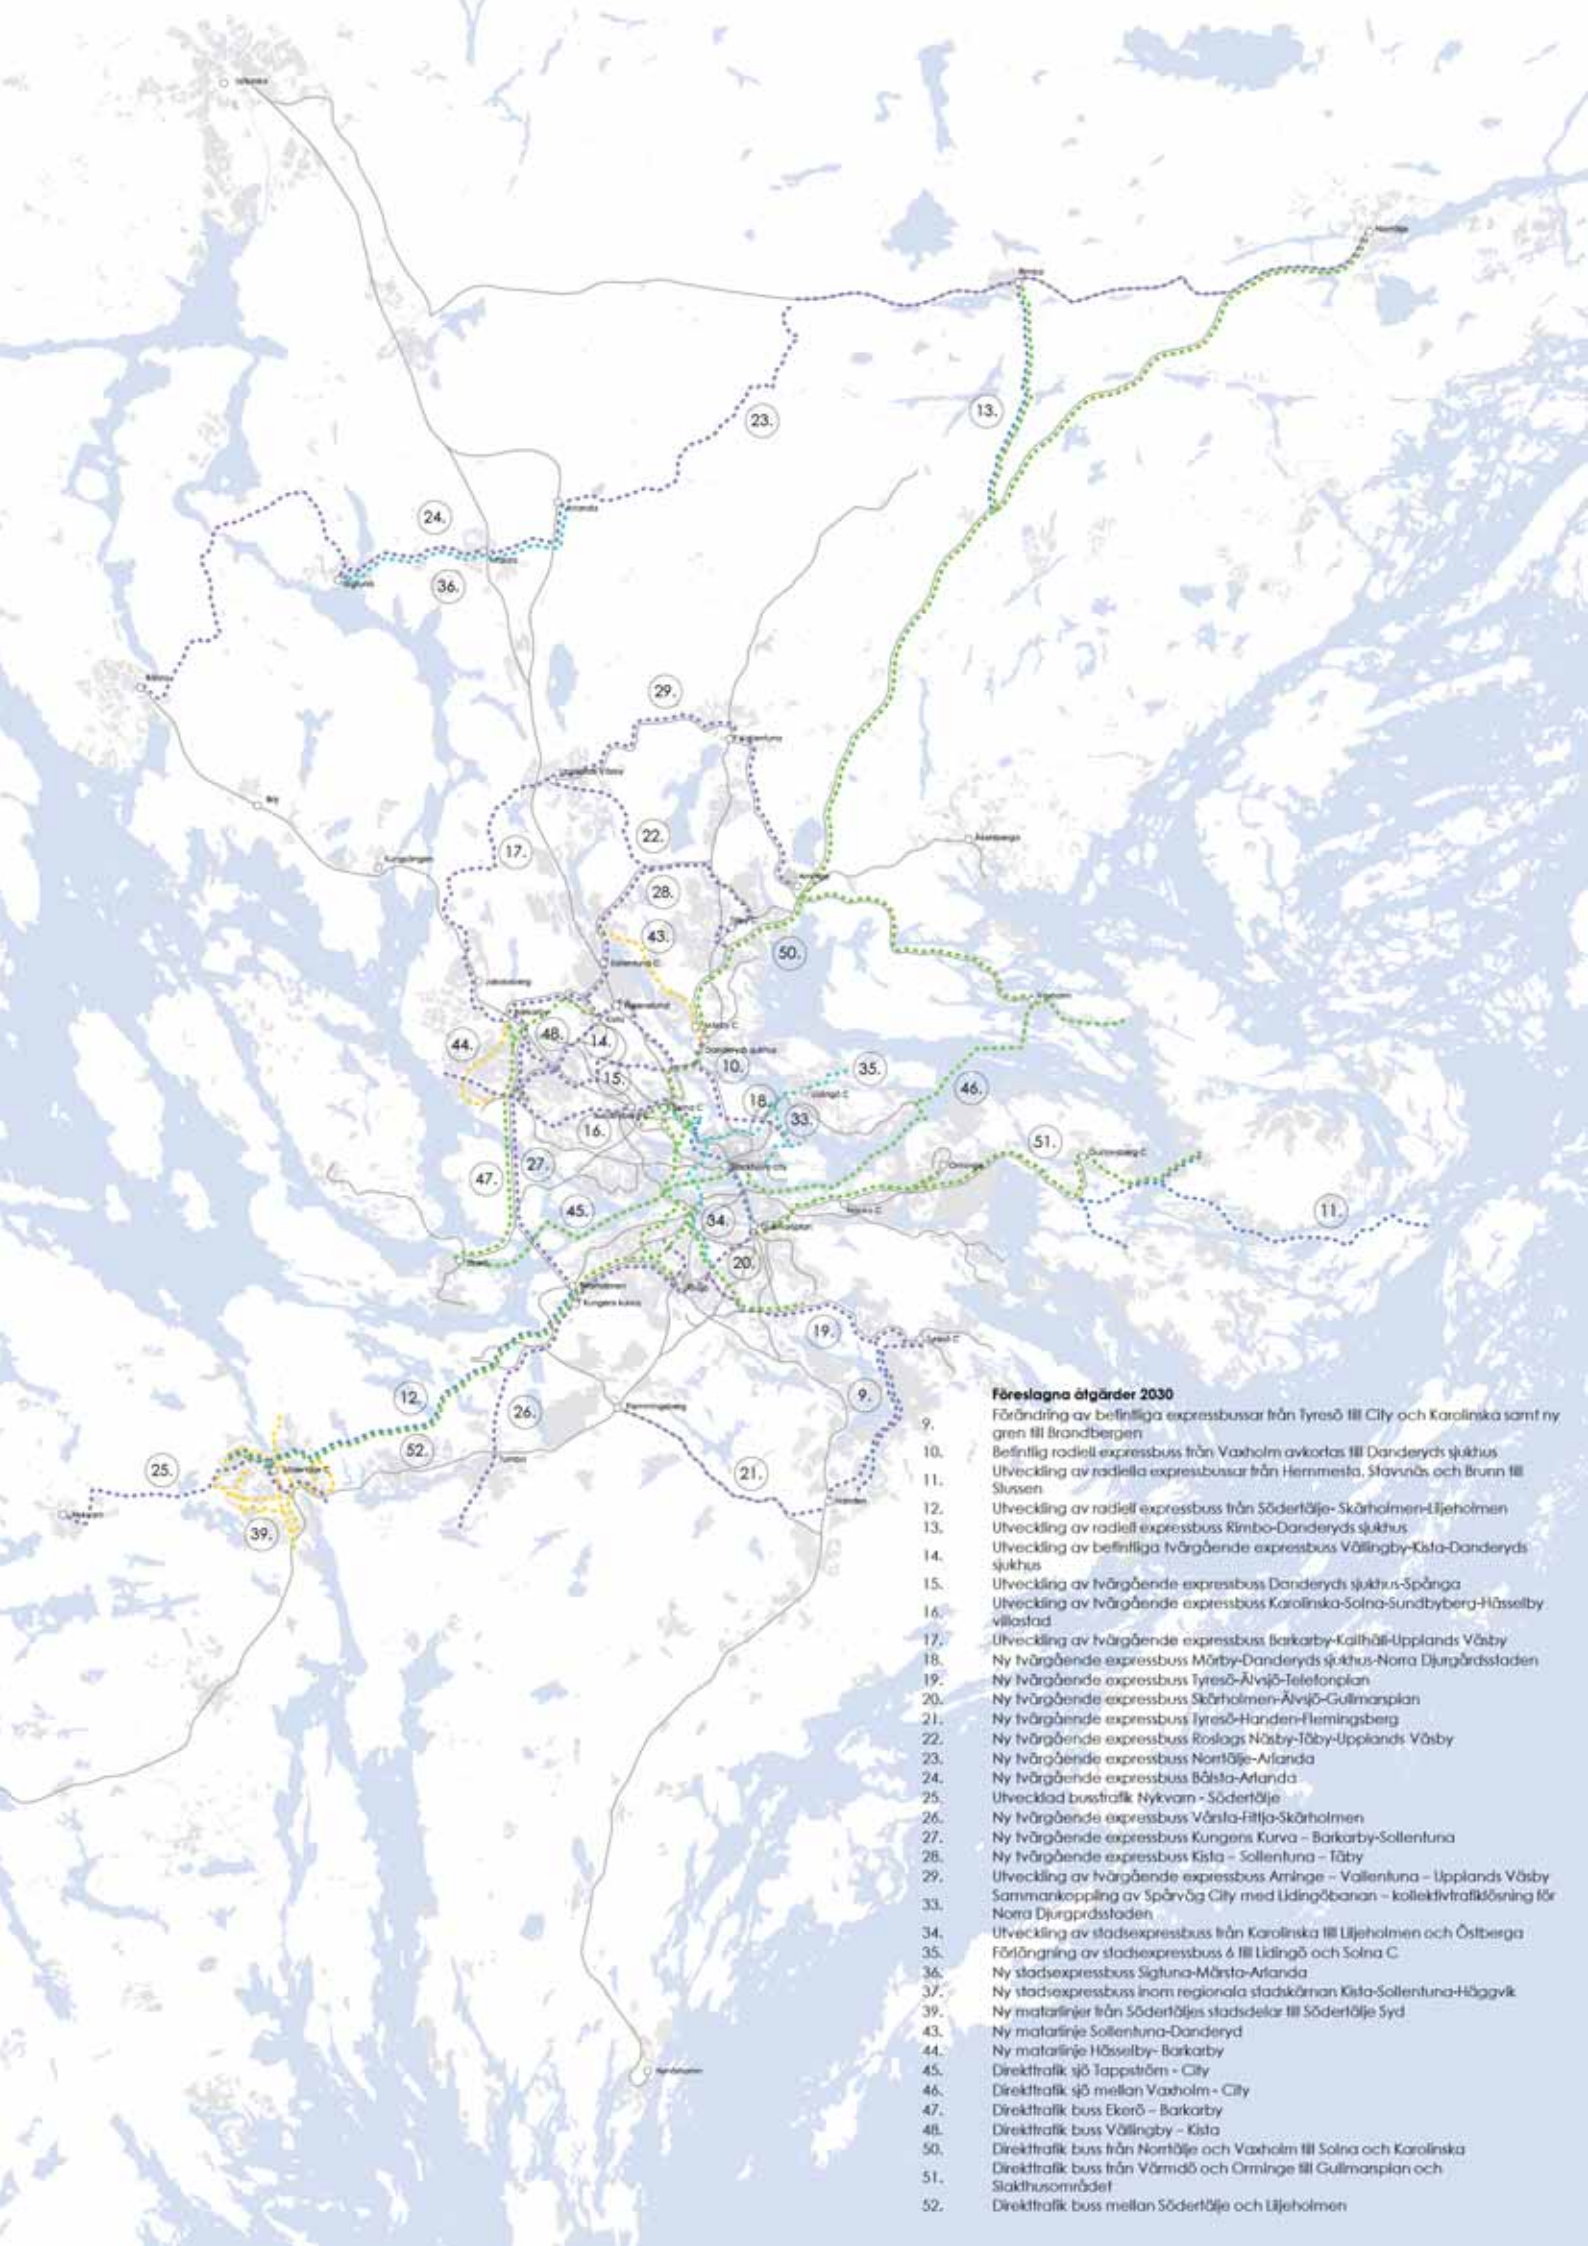 Arlanda
Märsta
Sigtuna
Bålsta
Bro
Kungsängen
Rimbo
Norrtälje
Vallentuna
Upplands Väsby
Åkersberga
Arninge
Jakobsberg
Barkarby
Kista
Mörby C
Danderyds sjukhus
Vaxholm
Solna C
Lidingö C
Stockholm city
Orminge
Gustavsberg C
Nacka C
Gullmarsplan
Skärholmen
Kungens kurva
Älvsjö
Tyresö C
Flemingsberg
Tumba
Södertälje C
Nykvarn
Handen
Nynäshamn
23.
13.
24.
36.
29.
22.
17.
28.
43.
50.
44.
48.
14.
15.
10.
35.
18.
33.
46.
16.
51.
27.
47.
45.
34.
11.
20.
19.
12.
26.
9.
52.
25.
21.
39.
Föreslagna åtgärder 2030
9. Förändring av befintliga expressbussar från Tyresö till City och Karolinska samt ny
gren till Brandbergen
10. Befintlig radiell expressbuss från Vaxholm avkortas till Danderyds sjukhus
11. Utveckling av radiella expressbussar från Hemmesta, Stavsnäs och Brunn till
Slussen
12. Utveckling av radiell expressbuss från Södertälje- Skärholmen-Liljeholmen
13. Utveckling av radiell expressbuss Rimbo-Danderyds sjukhus
14. Utveckling av befintliga tvärgående expressbuss Vällingby-Kista-Danderyds
sjukhus
15. Utveckling av tvärgående expressbuss Danderyds sjukhus-Spånga
16. Utveckling av tvärgående expressbuss Karolinska-Solna-Sundbyberg-Hässelby
villastad
17. Utveckling av tvärgående expressbuss Barkarby-Kallhäll-Upplands Väsby
18. Ny tvärgående expressbuss Mörby-Danderyds sjukhus-Norra Djurgårdsstaden
19. Ny tvärgående expressbuss Tyresö-Älvsjö-Telefonplan
20. Ny tvärgående expressbuss Skärholmen-Älvsjö-Gullmarsplan
21. Ny tvärgående expressbuss Tyresö-Handen-Flemingsberg
22. Ny tvärgående expressbuss Roslags Näsby-Täby-Upplands Väsby
23. Ny tvärgående expressbuss Norrtälje-Arlanda
24. Ny tvärgående expressbuss Bålsta-Arlanda
25. Utvecklad busstrafik Nykvarn - Södertälje
26. Ny tvärgående expressbuss Vårsta-Fittja-Skärholmen
27. Ny tvärgående expressbuss Kungens Kurva – Barkarby-Sollentuna
28. Ny tvärgående expressbuss Kista – Sollentuna – Täby
29. Utveckling av tvärgående expressbuss Arninge – Vallentuna – Upplands Väsby
33. Sammankoppling av Spårväg City med Lidingöbanan – kollektivtrafiklösning för
Norra Djurgprdsstaden
34. Utveckling av stadsexpressbuss från Karolinska till Liljeholmen och Östberga
35. Förlängning av stadsexpressbuss 6 till Lidingö och Solna C
36. Ny stadsexpressbuss Sigtuna-Märsta-Arlanda
37. Ny stadsexpressbuss inom regionala stadskärnan Kista-Sollentuna-Häggvik
39. Ny matarlinjer från Södertäljes stadsdelar till Södertälje Syd
43. Ny matarlinje Sollentuna-Danderyd
44. Ny matarlinje Hässelby- Barkarby
45. Direkttrafik sjö Tappström - City
46. Direkttrafik sjö mellan Vaxholm - City
47. Direkttrafik buss Ekerö – Barkarby
48. Direkttrafik buss Vällingby – Kista
50. Direkttrafik buss från Norrtälje och Vaxholm till Solna och Karolinska
51. Direkttrafik buss från Värmdö och Orminge till Gullmarsplan och
Slakthusområdet
52. Direkttrafik buss mellan Södertälje och Liljeholmen